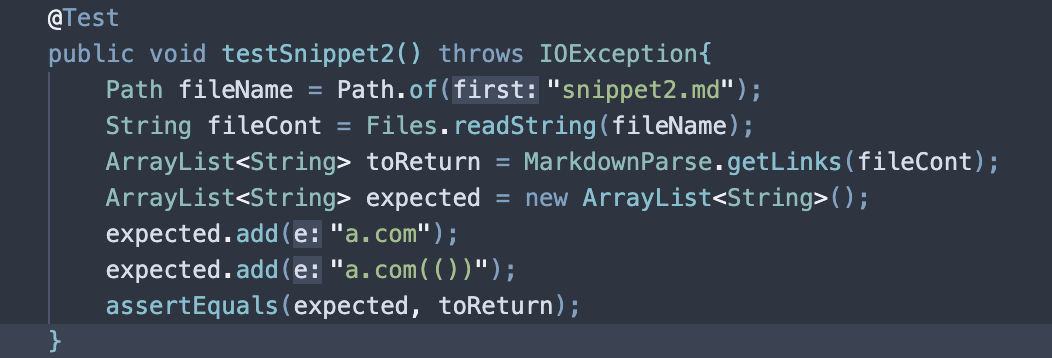 @Test
public void testSnippet2() throws IOException{
Path fileName = Path.of(first: "snippet2.md");
String fileCont = Files.readString(fileName);
ArrayList<String> toReturn = MarkdownParse.getLinks(fileCont);
ArrayList<String> expected = new ArrayList<String>();
expected.add(e: "a.com");
expected.add(e: "a.com(())");
assertEquals(expected, toReturn);
}